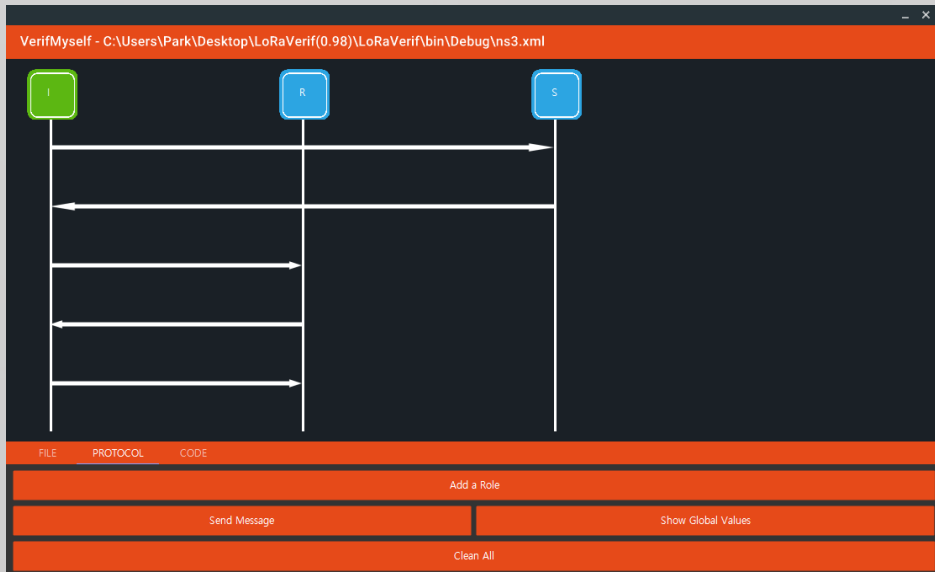 VerifMyself - C:\Users\Park\Desktop\LoRaVerif(0.98)\LoRaVerif\bin\Debug\ns3.xml
I R S
FILE PROTOCOL CODE
Add a Role
Send Message Show Global Values
Clean All